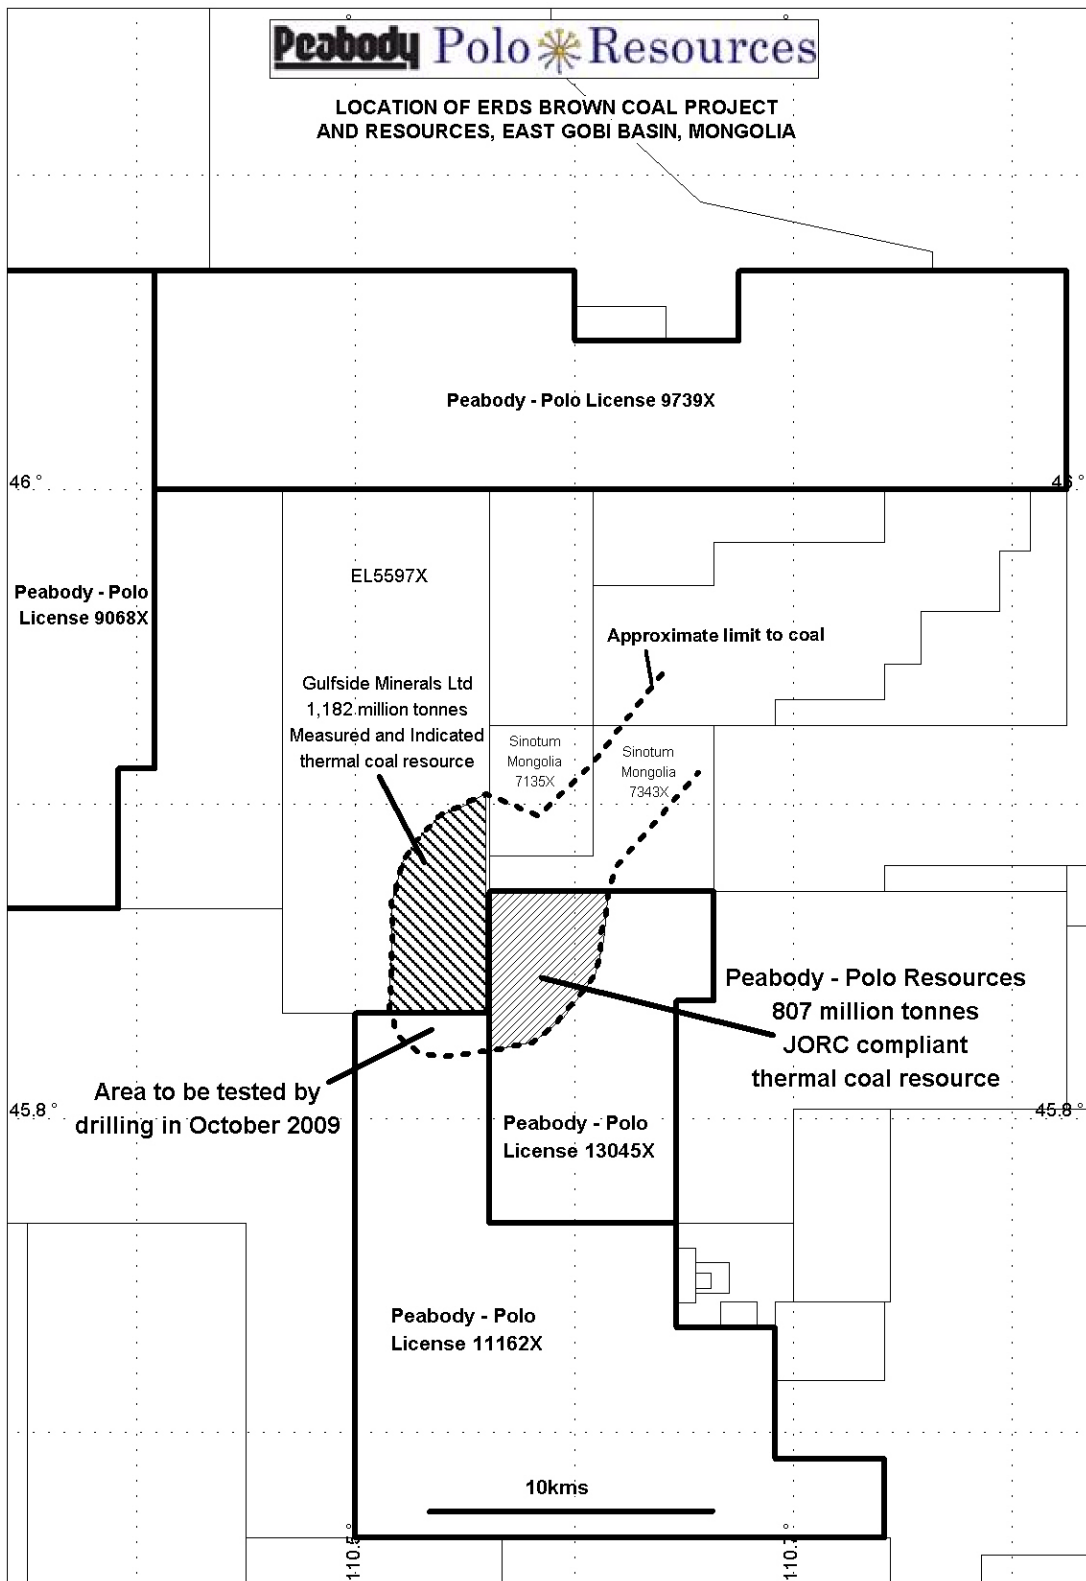 Peabody Polo Resources
LOCATION OF ERDS BROWN COAL PROJECT
AND RESOURCES, EAST GOBI BASIN, MONGOLIA
Peabody - Polo License 9739X
46 °
46 °
EL5597X
Peabody - Polo
License 9068X
Approximate limit to coal
Gulfside Minerals Ltd
1,182 million tonnes
Measured and Indicated
thermal coal resource
Sinotum
Mongolia
7135X
Sinotum
Mongolia
7343X
Peabody - Polo Resources
807 million tonnes
JORC compliant
thermal coal resource
Area to be tested by
drilling in October 2009
45.8 °
45.8 °
Peabody - Polo
License 13045X
Peabody - Polo
License 11162X
10kms
110.5 °
110.7 °